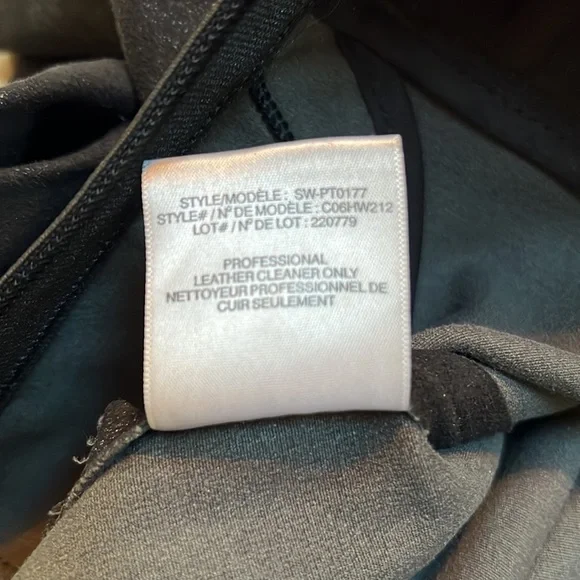 STYLE/MODÈLE : SW-PT0177
STYLE# / Nº DE MODÈLE : C06HW212
LOT# / Nº DE LOT : 220779
PROFESSIONAL
LEATHER CLEANER ONLY
NETTOYEUR PROFESSIONNEL DE
CUIR SEULEMENT